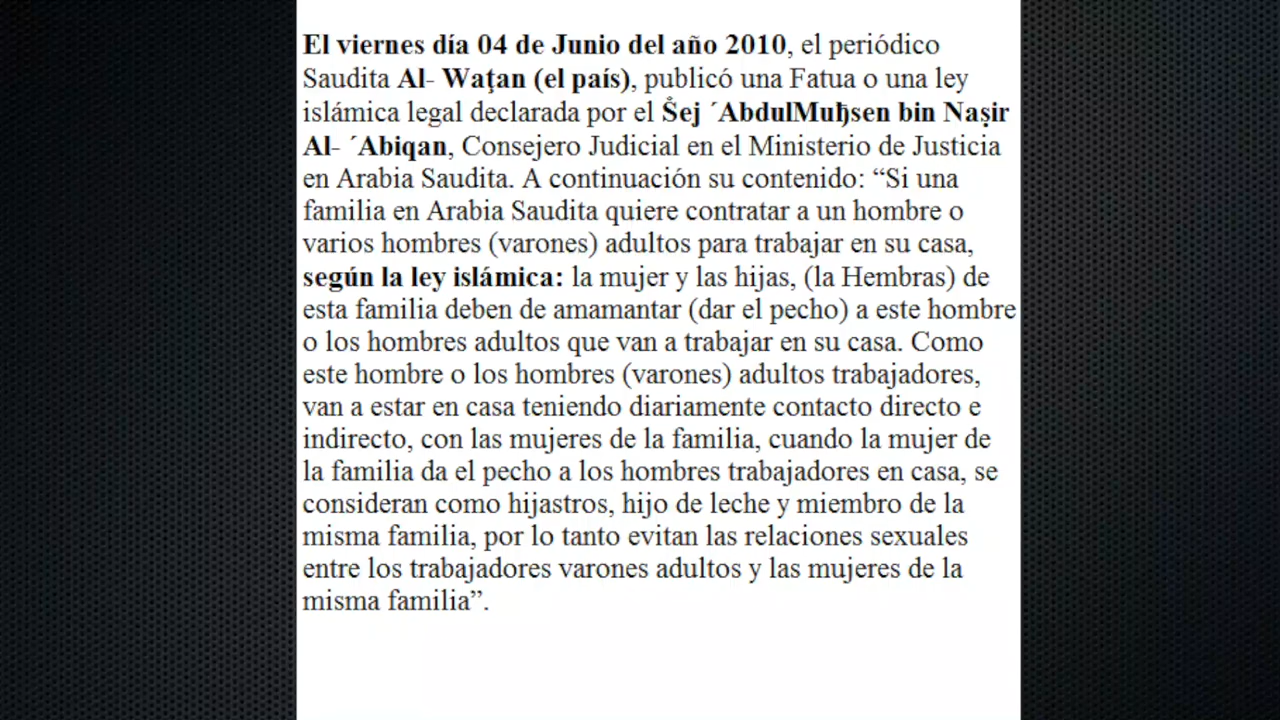 El viernes día 04 de Junio del año 2010, el periódico
Saudita Al- Waţan (el país), publicó una Fatua o una ley
islámica legal declarada por el Šej ´AbdulMuђsen bin Naṣir
Al- ´Abiqan, Consejero Judicial en el Ministerio de Justicia
en Arabia Saudita. A continuación su contenido: “Si una
familia en Arabia Saudita quiere contratar a un hombre o
varios hombres (varones) adultos para trabajar en su casa,
según la ley islámica: la mujer y las hijas, (la Hembras) de
esta familia deben de amamantar (dar el pecho) a este hombre
o los hombres adultos que van a trabajar en su casa. Como
este hombre o los hombres (varones) adultos trabajadores,
van a estar en casa teniendo diariamente contacto directo e
indirecto, con las mujeres de la familia, cuando la mujer de
la familia da el pecho a los hombres trabajadores en casa, se
consideran como hijastros, hijo de leche y miembro de la
misma familia, por lo tanto evitan las relaciones sexuales
entre los trabajadores varones adultos y las mujeres de la
misma familia”.